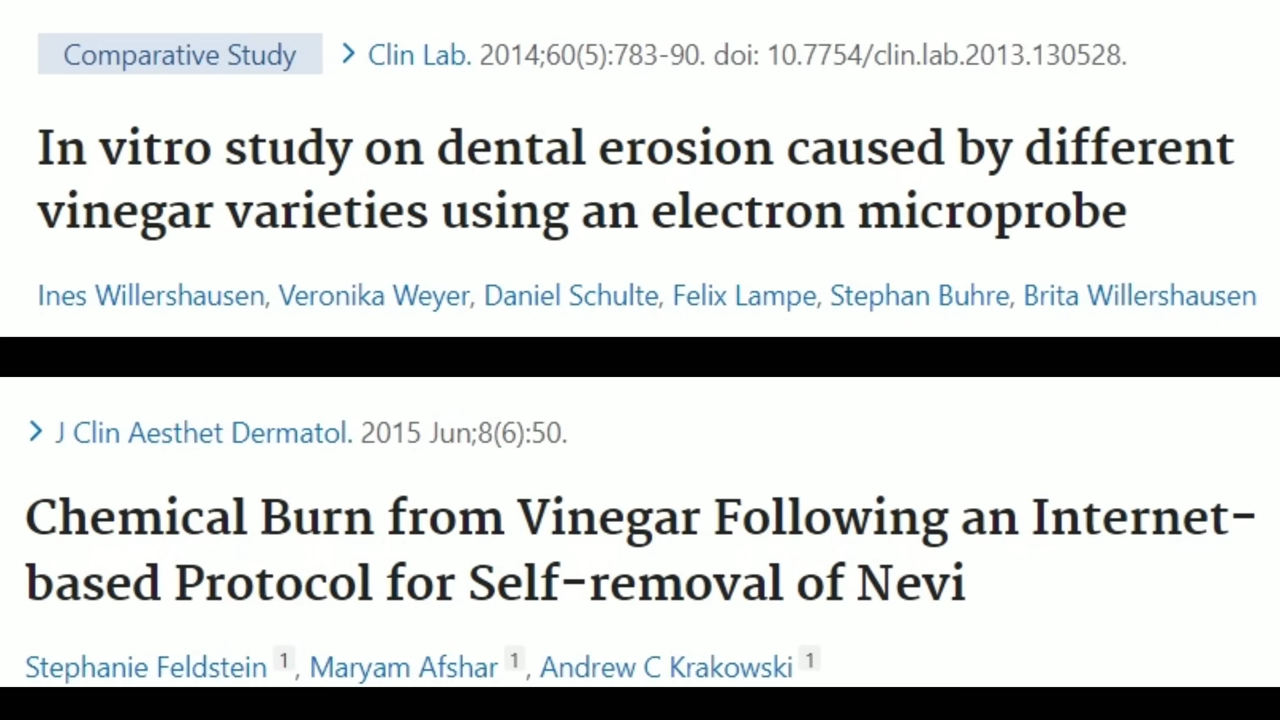 Comparative Study > Clin Lab. 2014;60(5):783-90. doi: 10.7754/clin.lab.2013.130528.
In vitro study on dental erosion caused by different
vinegar varieties using an electron microprobe
Ines Willershausen, Veronika Weyer, Daniel Schulte, Felix Lampe, Stephan Buhre, Brita Willershausen
> J Clin Aesthet Dermatol. 2015 Jun;8(6):50.
Chemical Burn from Vinegar Following an Internet-
based Protocol for Self-removal of Nevi
Stephanie Feldstein 1, Maryam Afshar 1, Andrew C Krakowski 1